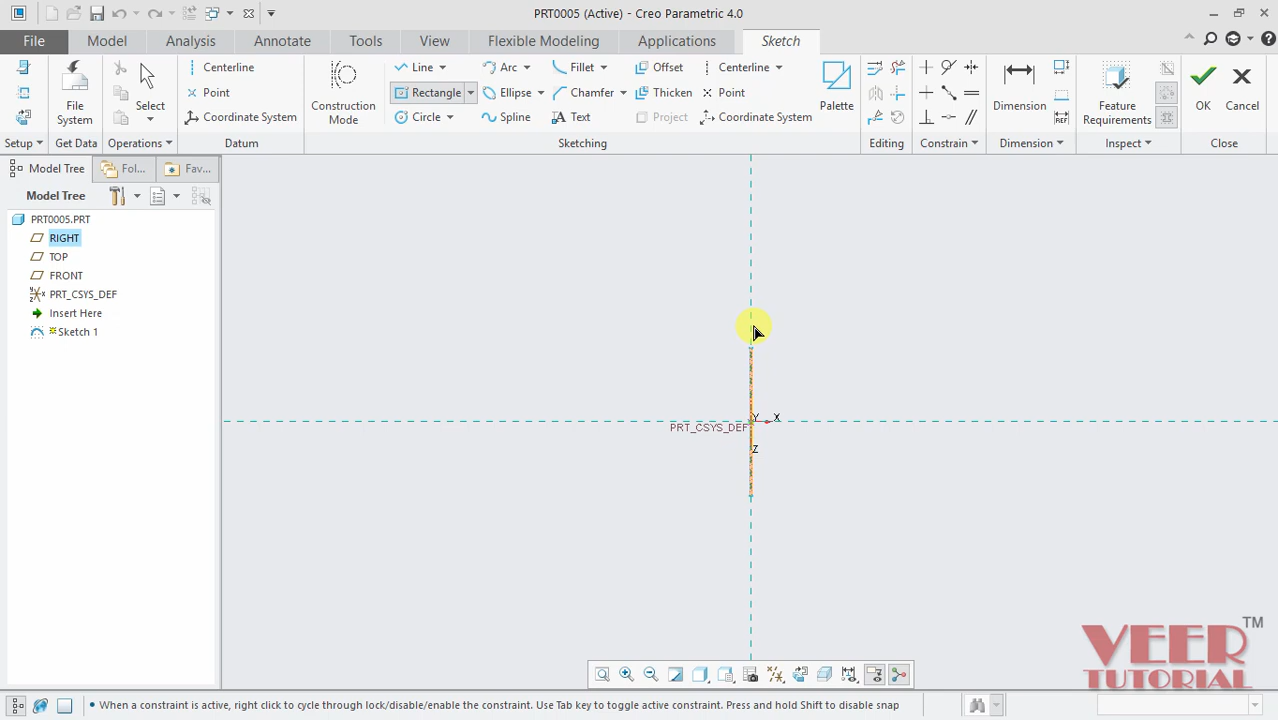 PRT0005 (Active) - Creo Parametric 4.0
File Model Analysis Annotate Tools View Flexible Modeling Applications Sketch
Centerline Line Arc Fillet Offset Centerline
File System Select Point Construction Mode Rectangle Ellipse Chamfer Thicken Point Palette Dimension REF Feature Requirements OK Cancel
Coordinate System Circle Spline Text Project Coordinate System
Setup Get Data Operations Datum Sketching Editing Constrain Dimension Inspect Close
Model Tree Fol... Fav...
Model Tree
PRT0005.PRT
RIGHT
TOP
FRONT
PRT_CSYS_DEF
Insert Here
Sketch 1
Y X
PRT_CSYS_DEF
Z
VEER TM
TUTORIAL
When a constraint is active, right click to cycle through lock/disable/enable the constraint. Use Tab key to toggle active constraint. Press and hold Shift to disable snap